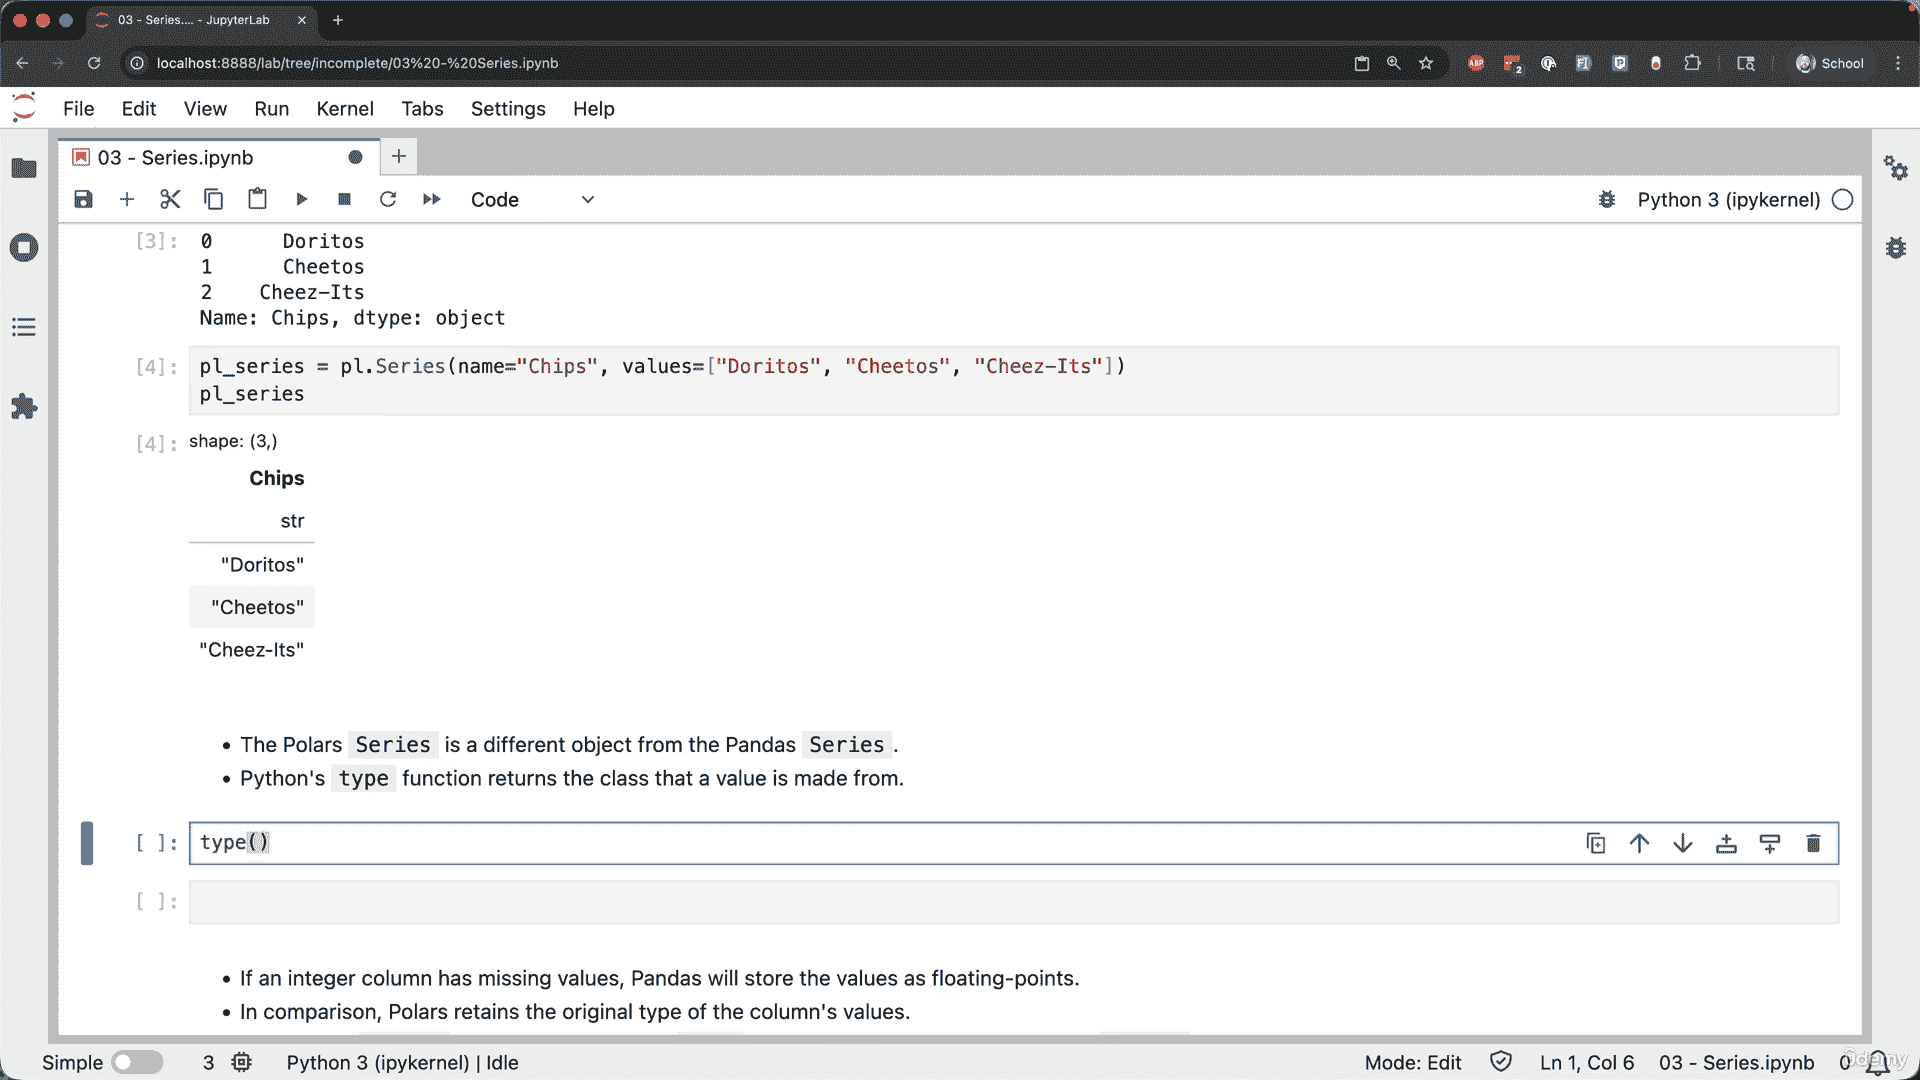 03 - Series.... - JupyterLab
localhost:8888/lab/tree/incomplete/03%20-%20Series.ipynb
ABP
2
School
File Edit View Run Kernel Tabs Settings Help
03 - Series.ipynb
Code
Python 3 (ipykernel)
[3]: 0 Doritos
1 Cheetos
2 Cheez-Its
Name: Chips, dtype: object
[4]: pl_series = pl.Series(name="Chips", values=["Doritos", "Cheetos", "Cheez-Its"])
pl_series
[4]: shape: (3,)
Chips
str
"Doritos"
"Cheetos"
"Cheez-Its"
• The Polars Series is a different object from the Pandas Series.
• Python's type function returns the class that a value is made from.
[ ]: type()
[ ]:
• If an integer column has missing values, Pandas will store the values as floating-points.
• In comparison, Polars retains the original type of the column's values.
Simple 3 Python 3 (ipykernel) | Idle Mode: Edit Ln 1, Col 6 03 - Series.ipynb 0
Udemy